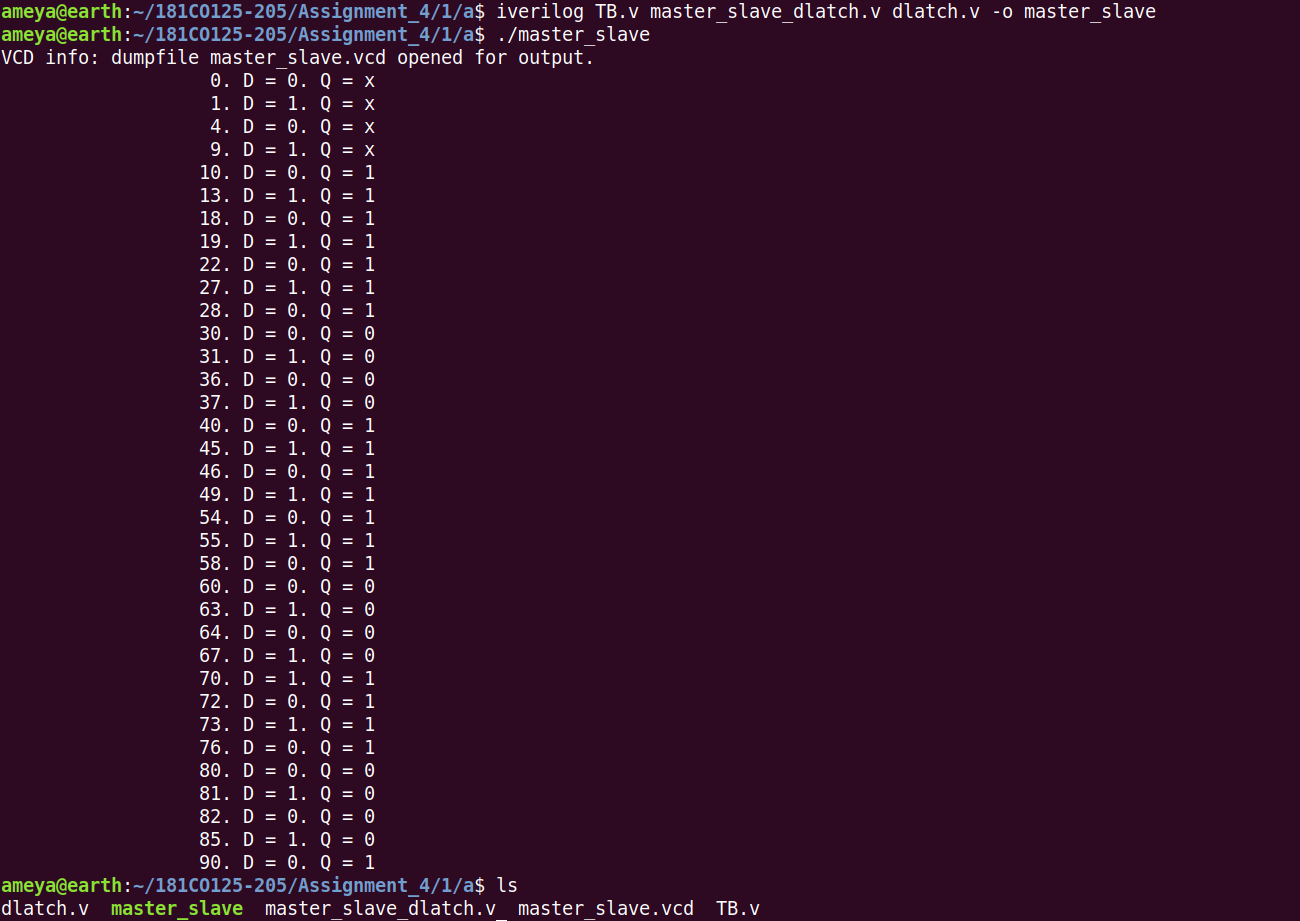 ameya@earth:~/181CO125-205/Assignment_4/1/a$ iverilog TB.v master_slave_dlatch.v dlatch.v -o master_slave
ameya@earth:~/181CO125-205/Assignment_4/1/a$ ./master_slave
VCD info: dumpfile master_slave.vcd opened for output.
0. D = 0. Q = x
1. D = 1. Q = x
4. D = 0. Q = x
9. D = 1. Q = x
10. D = 0. Q = 1
13. D = 1. Q = 1
18. D = 0. Q = 1
19. D = 1. Q = 1
22. D = 0. Q = 1
27. D = 1. Q = 1
28. D = 0. Q = 1
30. D = 0. Q = 0
31. D = 1. Q = 0
36. D = 0. Q = 0
37. D = 1. Q = 0
40. D = 0. Q = 1
45. D = 1. Q = 1
46. D = 0. Q = 1
49. D = 1. Q = 1
54. D = 0. Q = 1
55. D = 1. Q = 1
58. D = 0. Q = 1
60. D = 0. Q = 0
63. D = 1. Q = 0
64. D = 0. Q = 0
67. D = 1. Q = 0
70. D = 1. Q = 1
72. D = 0. Q = 1
73. D = 1. Q = 1
76. D = 0. Q = 1
80. D = 0. Q = 0
81. D = 1. Q = 0
82. D = 0. Q = 0
85. D = 1. Q = 0
90. D = 0. Q = 1
ameya@earth:~/181CO125-205/Assignment_4/1/a$ ls
dlatch.v  master_slave  master_slave_dlatch.v  master_slave.vcd  TB.v